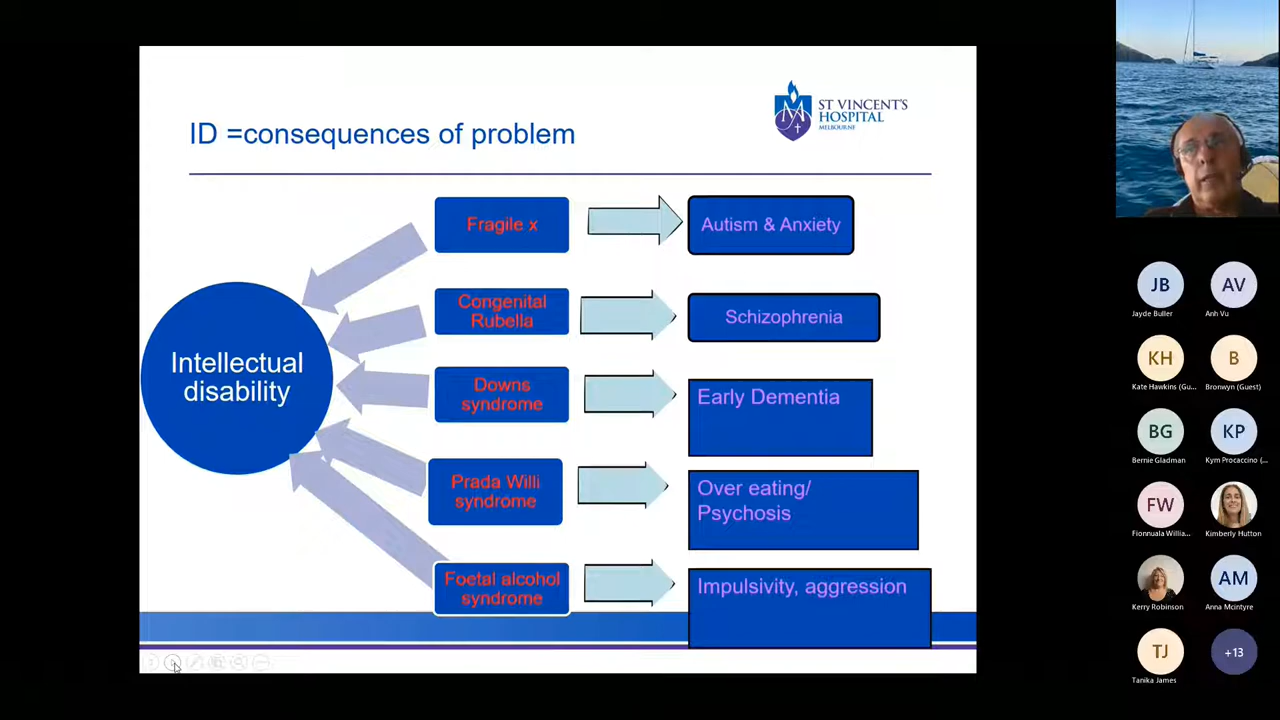 ID =consequences of problem
ST VINCENT'S
HOSPITAL
MELBOURNE
Intellectual
disability
Fragile x
Autism & Anxiety
Congenital
Rubella
Schizophrenia
Downs
syndrome
Early Dementia
Prada Willi
syndrome
Over eating/
Psychosis
Foetal alcohol
syndrome
Impulsivity, aggression
JB
Jayde Buller
AV
Anh Vu
KH
Kate Hawkins (Gu...
B
Bronwyn (Guest)
BG
Bernie Gladman
KP
Kym Procaccino (...
FW
Fionnuala Willia...
Kimberly Hutton
Kerry Robinson
AM
Anna Mcintyre
TJ
Tanika James
+13